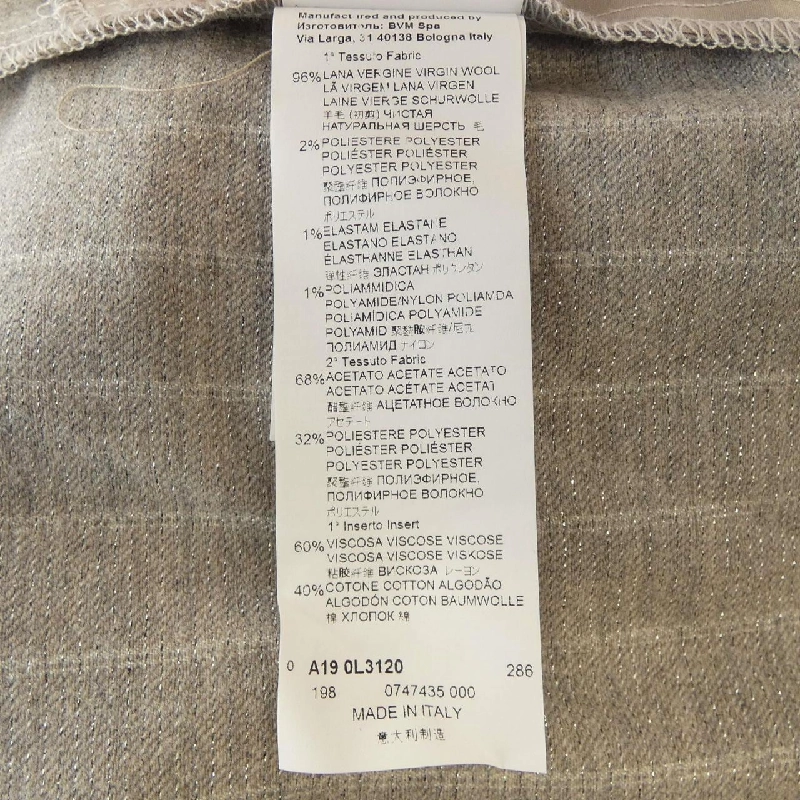 Manufactured and produced by
Изготовитель: BVM Spa
Via Larga, 31 40138 Bologna Italy
1° Tessuto Fabric
96% LANA VERGINE VIRGIN WOOL
LÃ VIRGEM LANA VIRGEN
LAINE VIERGE SCHURWOLLE
羊毛 (初剪) ЧИСТАЯ
НАТУРАЛЬНАЯ ШЕРСТЬ 毛
2% POLIESTERE POLYESTER
POLIÉSTER POLIÉSTER
POLYESTER POLYESTER
聚酯纤维 ПОЛИЭФИРНОЕ,
ПОЛИФИРНОЕ ВОЛОКНО
ポリエステル
1% ELASTAM ELASTANE
ELASTANO ELASTANO
ÉLASTHANNE ELASTHAN
弹性纤维 ЭЛАСТАН ポリウレタン
1% POLIAMMIDICA
POLYAMIDE/NYLON POLIAMDA
POLIAMÍDICA POLYAMIDE
POLYAMID 聚酰胺纤维/尼龙
ПОЛИАМИД ナイロン
2° Tessuto Fabric
68% ACETATO ACETATE ACETATO
ACETATO ACÉTATE ACETAT
醋酯纤维 АЦЕТАТНОЕ ВОЛОКНО
アセテート
32% POLIESTERE POLYESTER
POLIÉSTER POLIÉSTER
POLYESTER POLYESTER
聚酯纤维 ПОЛИЭФИРНОЕ,
ПОЛИФИРНОЕ ВОЛОКНО
ポリエステル
1° Inserto Insert
60% VISCOSA VISCOSE VISCOSE
VISCOSA VISCOSE VISKOSE
粘胶纤维 ВИСКОЗА レーヨン
40% COTONE COTTON ALGODÃO
ALGODÓN COTON BAUMWOLLE
棉 ХЛОПОК 綿
0 A19 0L3120 286
198 0747435 000
MADE IN ITALY
意大利制造